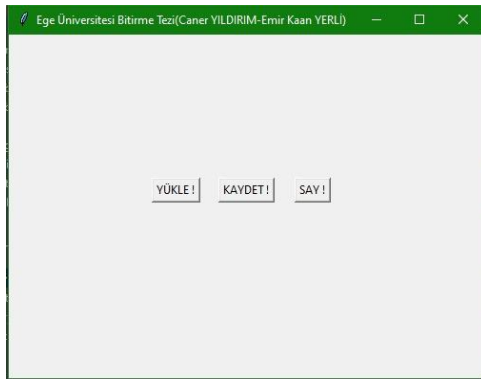 Ege Üniversitesi Bitirme Tezi(Caner YILDIRIM-Emir Kaan YERLİ)
YÜKLE ! KAYDET ! SAY !